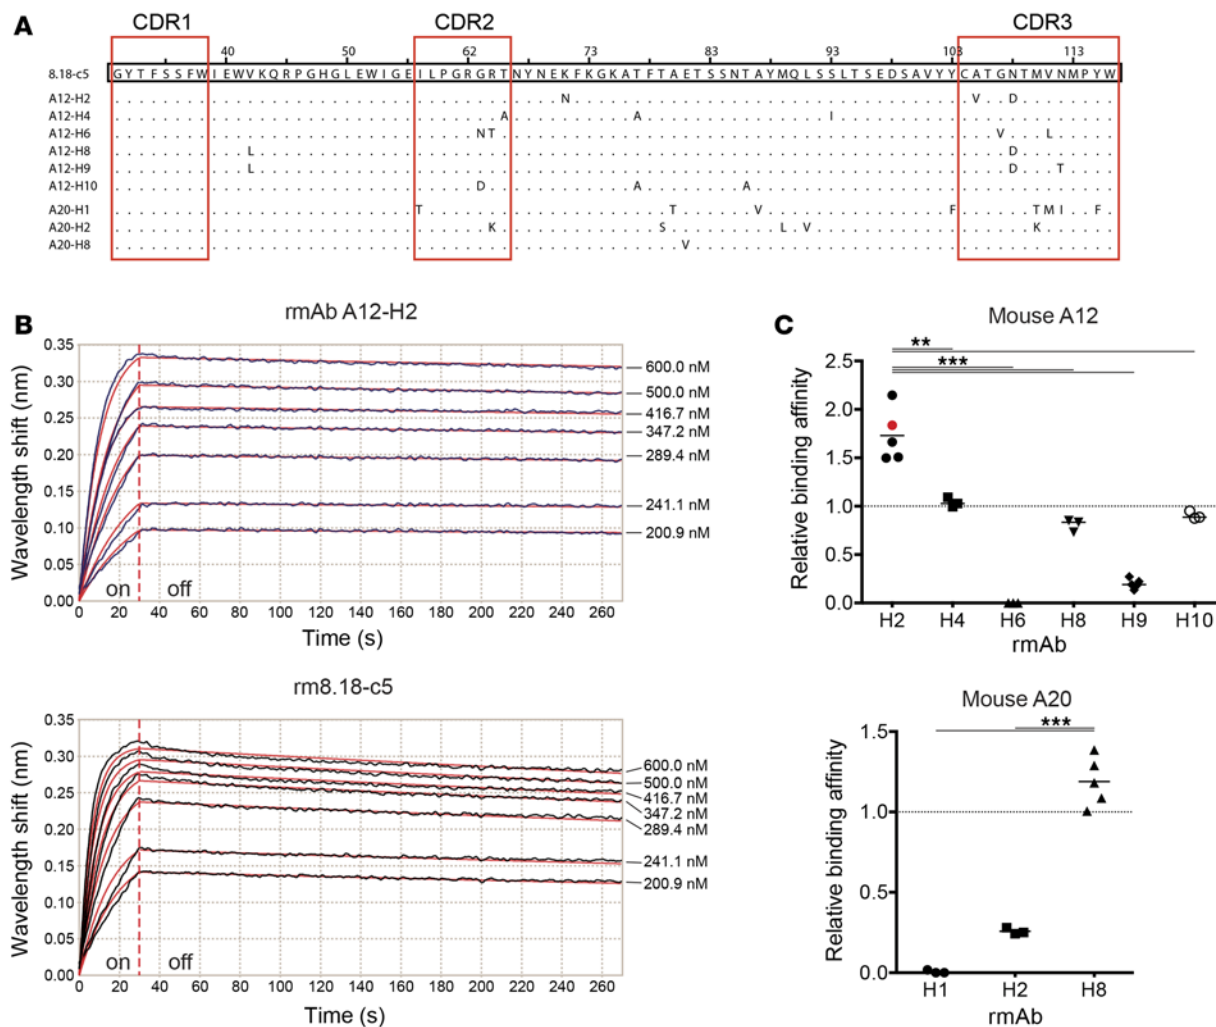 A
CDR1 CDR2 CDR3
40 50 62 73 83 93 103 113
8.18-c5 GYTFSSFWIEWVKQRPGHGLEWIGEILPGRGRTNYNEKFKGKATFTAETSSNTAYMQLSSLTSEDSAVYYCATGNTMVNMPYW
A12-H2 N V D
A12-H4 A A I
A12-H6 N T V L
A12-H8 L D
A12-H9 L D T
A12-H10 D A A
A20-H1 T T V F T M I F
A20-H2 K S L V K
A20-H8 V
B
rmAb A12-H2
Wavelength shift (nm)
0.35
0.30
0.25
0.20
0.15
0.10
0.05
0.00
600.0 nM
500.0 nM
416.7 nM
347.2 nM
289.4 nM
241.1 nM
200.9 nM
on off
0 20 40 60 80 100 120 140 160 180 200 220 240 260
Time (s)
rm8.18-c5
Wavelength shift (nm)
0.35
0.30
0.25
0.20
0.15
0.10
0.05
0.00
600.0 nM
500.0 nM
416.7 nM
347.2 nM
289.4 nM
241.1 nM
200.9 nM
on off
0 20 40 60 80 100 120 140 160 180 200 220 240 260
Time (s)
C
Mouse A12
**
***
Relative binding affinity
2.5
2.0
1.5
1.0
0.5
0.0
H2 H4 H6 H8 H9 H10
rmAb
Mouse A20
***
Relative binding affinity
1.5
1.0
0.5
0.0
H1 H2 H8
rmAb